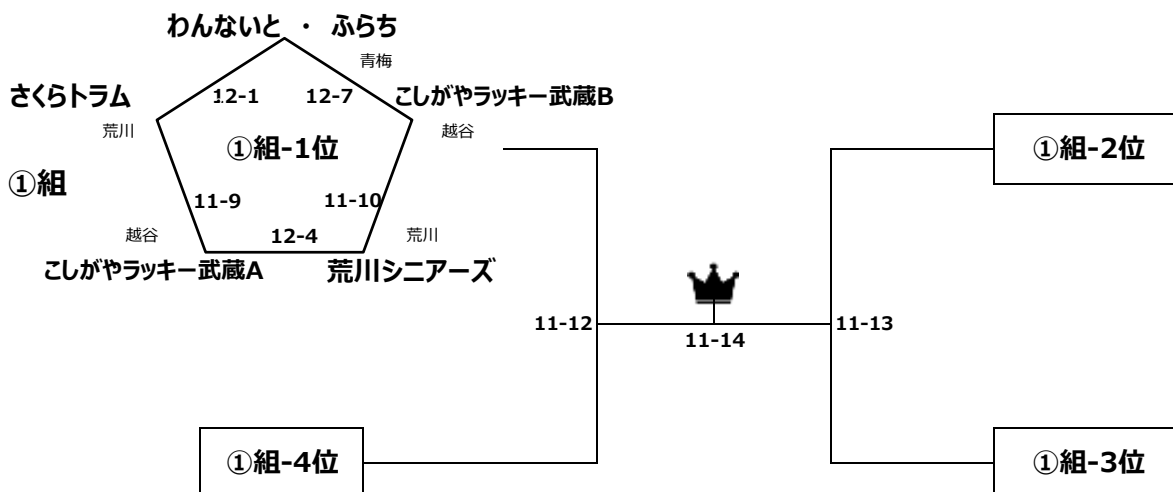 わんないと ・ ふらち
青梅
さくらトラム
12-1
12-7
こしがやラッキー武蔵B
荒川
越谷
①組-1位
①組-2位
①組
11-9
11-10
越谷
12-4
荒川
こしがやラッキー武蔵A
荒川シニアーズ
11-12
11-13
11-14
①組-4位
①組-3位